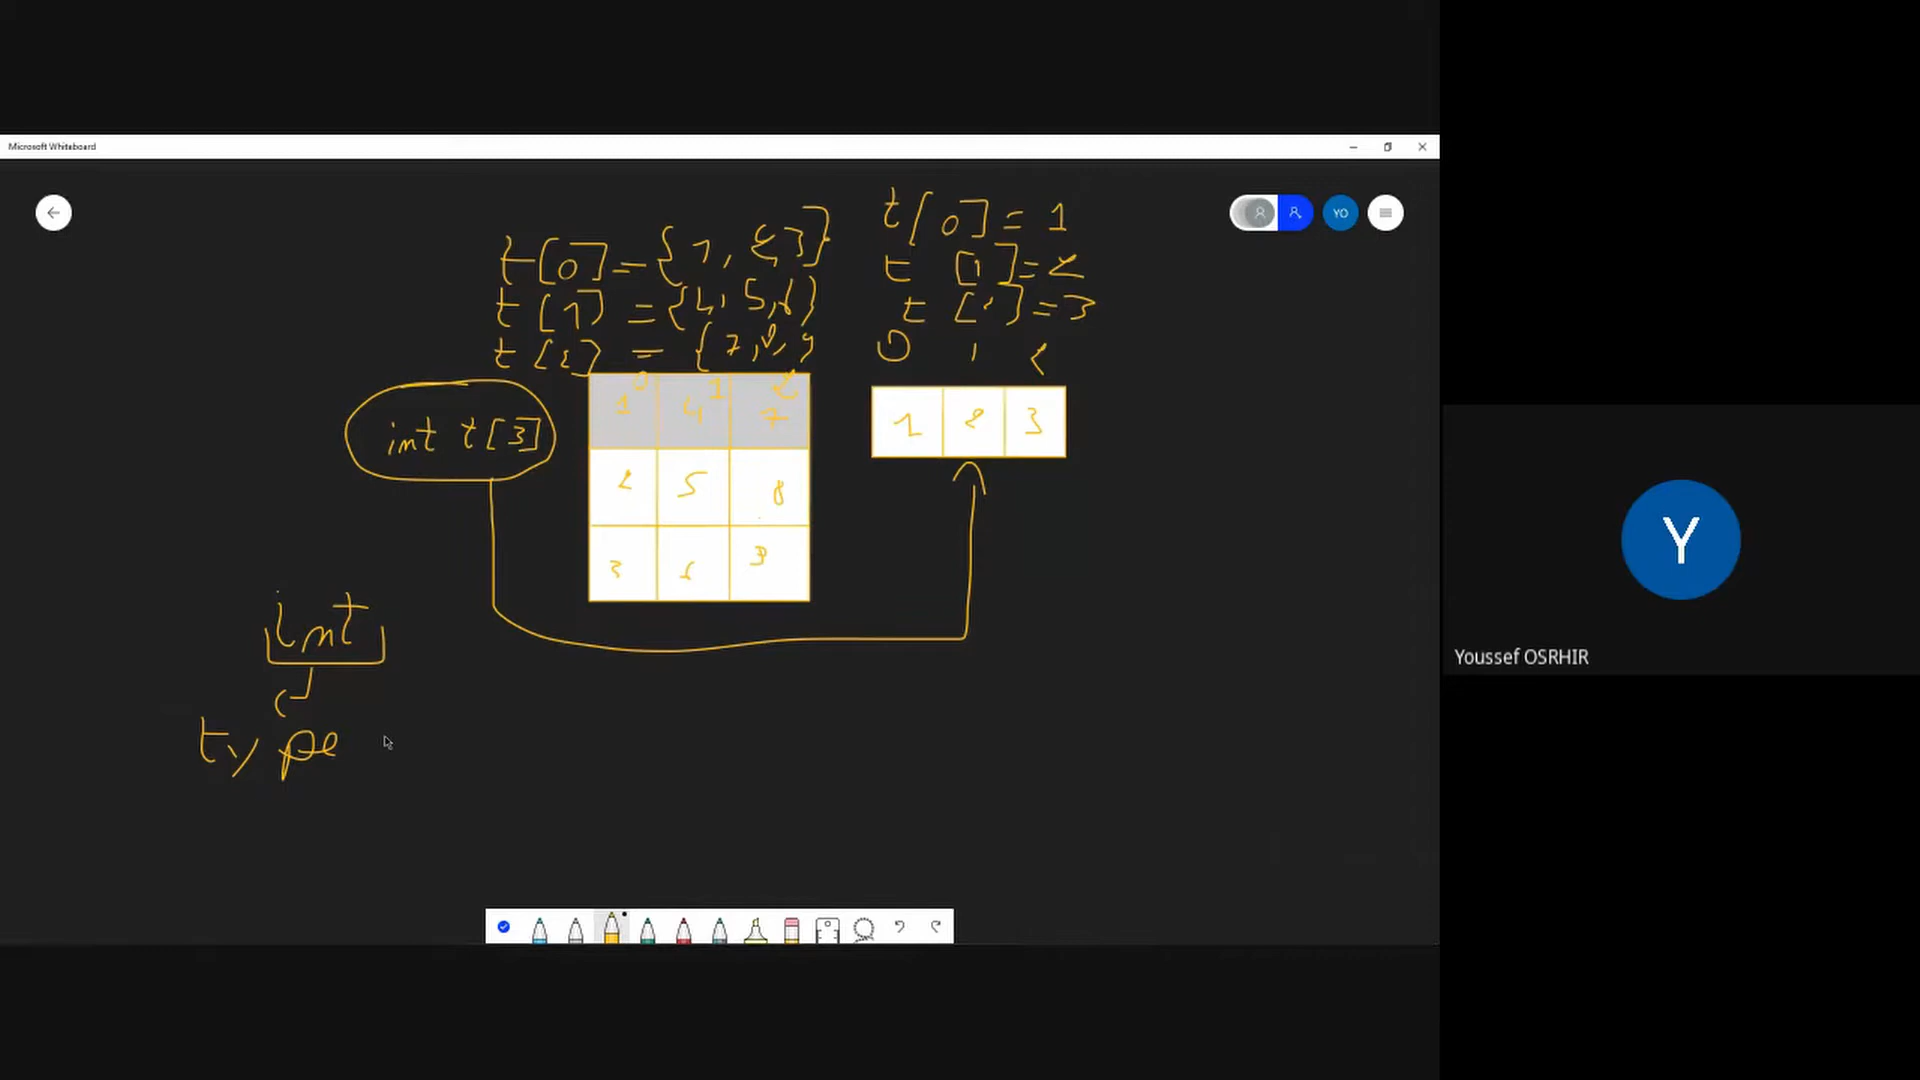 Microsoft Whiteboard
t[0] = {1, 2, 3}
t[1] = {4, 5, 6}
t[2] = {7, 8, 9
t[0] = 1
t[1] = 2
t[2] = 3
0 1 2
YO
int t[3]
0 1 2
1 4 7
2 5 8
3 6 9
1 2 3
int
type
Y
Youssef OSRHIR